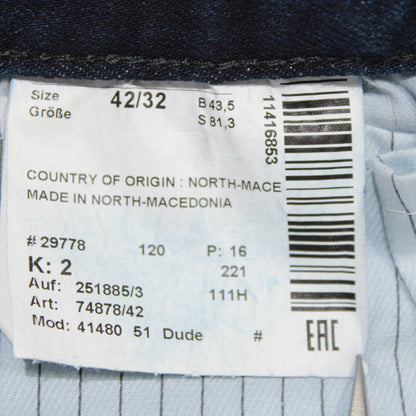 Size 42/32 B 43,5
Größe S 81,3
11416853
COUNTRY OF ORIGIN : NORTH-MACE
MADE IN NORTH-MACEDONIA
# 29778 120 P: 16
K: 2 221
Auf: 251885/3 111H
Art: 74878/42
Mod: 41480 51 Dude #
EAC